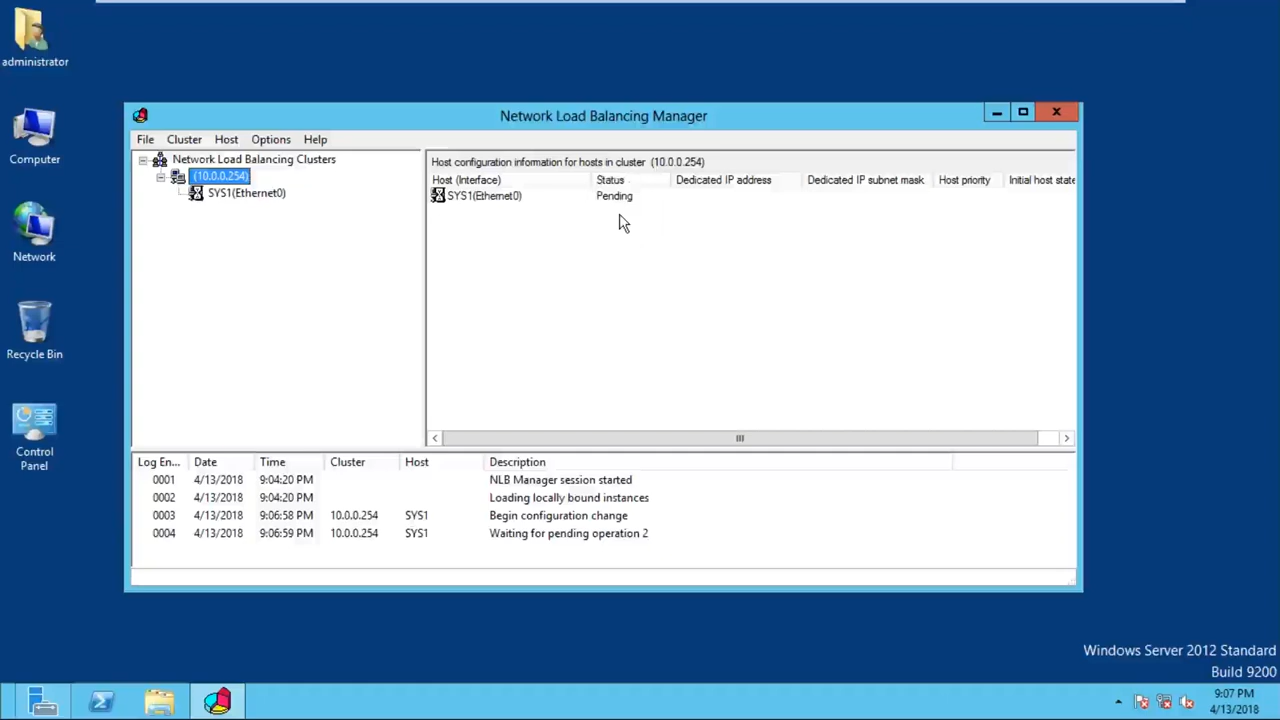 administrator
Computer
Network
Recycle Bin
Control
Panel
Network Load Balancing Manager
File Cluster Host Options Help
Network Load Balancing Clusters
(10.0.0.254)
SYS1(Ethernet0)
Host configuration information for hosts in cluster (10.0.0.254)
Host (Interface) Status Dedicated IP address Dedicated IP subnet mask Host priority Initial host state
SYS1(Ethernet0) Pending
Log En... Date Time Cluster Host Description
0001 4/13/2018 9:04:20 PM NLB Manager session started
0002 4/13/2018 9:04:20 PM Loading locally bound instances
0003 4/13/2018 9:06:58 PM 10.0.0.254 SYS1 Begin configuration change
0004 4/13/2018 9:06:59 PM 10.0.0.254 SYS1 Waiting for pending operation 2
Windows Server 2012 Standard
Build 9200
9:07 PM
4/13/2018